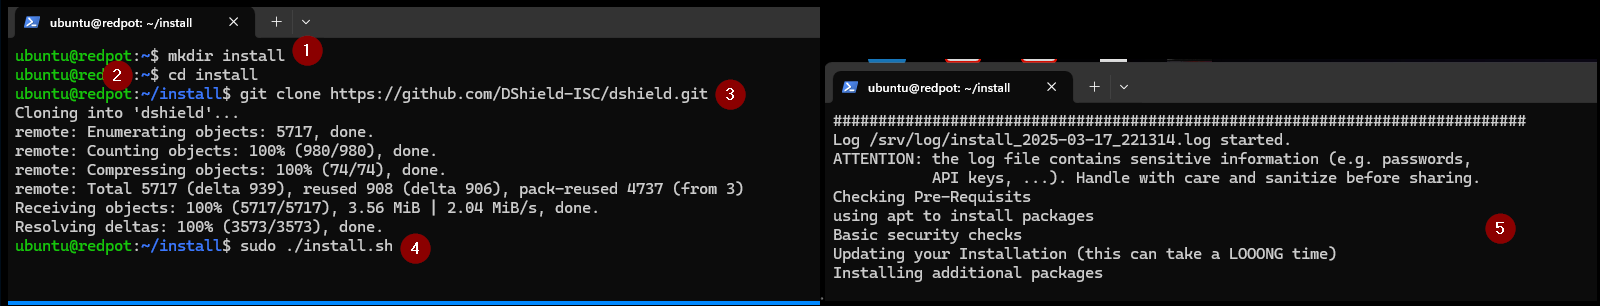 ubuntu@redpot: ~/install
ubuntu@redpot:~$ mkdir install 1
ubuntu@redpot:~$ cd install
2
ubuntu@redpot:~/install$ git clone https://github.com/DShield-ISC/dshield.git 3
Cloning into 'dshield'...
remote: Enumerating objects: 5717, done.
remote: Counting objects: 100% (980/980), done.
remote: Compressing objects: 100% (74/74), done.
remote: Total 5717 (delta 939), reused 908 (delta 906), pack-reused 4737 (from 3)
Receiving objects: 100% (5717/5717), 3.56 MiB | 2.04 MiB/s, done.
Resolving deltas: 100% (3573/3573), done.
ubuntu@redpot:~/install$ sudo ./install.sh 4
ubuntu@redpot: ~/install
#############################################################################
Log /srv/log/install_2025-03-17_221314.log started.
ATTENTION: the log file contains sensitive information (e.g. passwords,
API keys, ...). Handle with care and sanitize before sharing.
Checking Pre-Requisits
using apt to install packages
Basic security checks
5
Updating your Installation (this can take a LOOONG time)
Installing additional packages